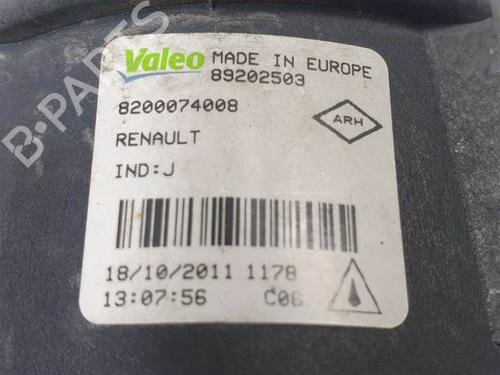 Valeo MADE IN EUROPE
89202503
8200074008
ARH
RENAULT
IND:J
18/10/2011 1178
13:07:56 C06
B-PARTS